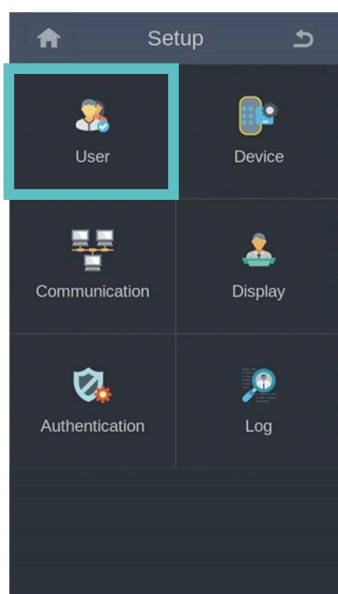 Setup
User
Device
Communication
Display
Authentication
Log